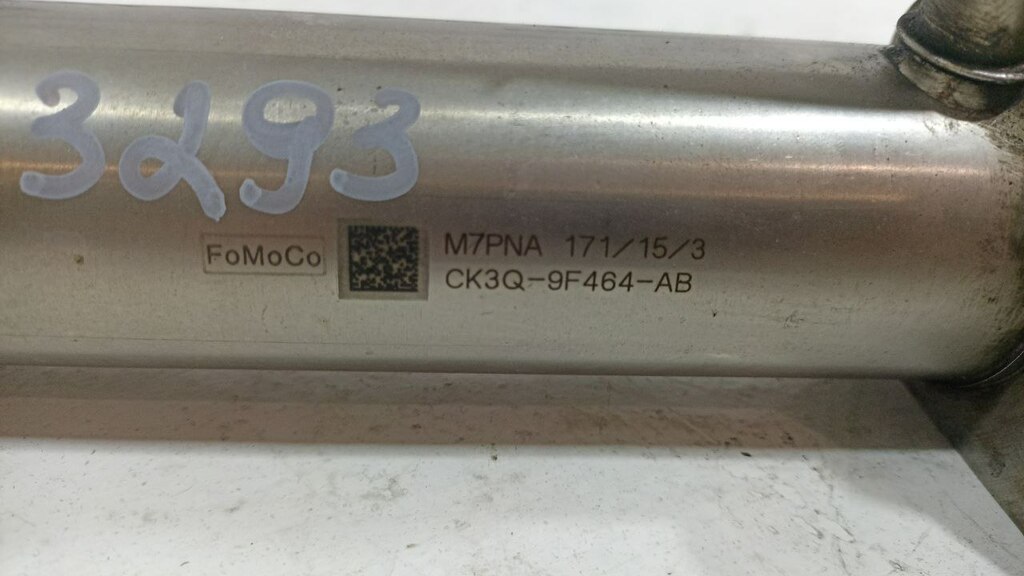 3293
FoMoCo
M7PNA 171/15/3
CK3Q-9F464-AB